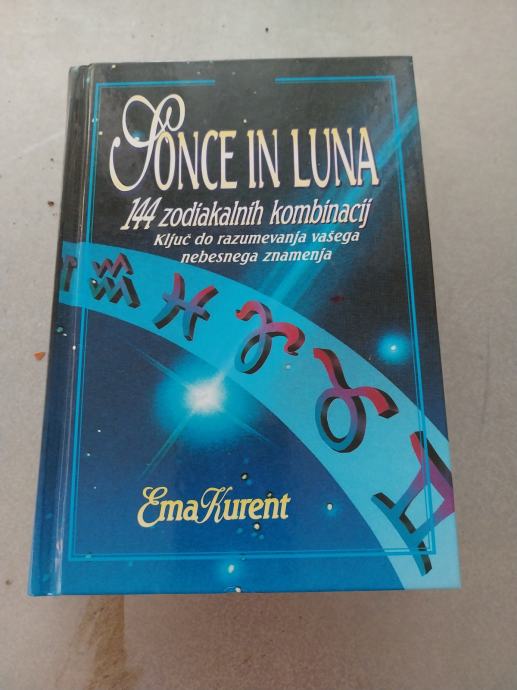 SONCE IN LUNA
144 zodiakalnih kombinacij
Ključ do razumevanja vašega
nebesnega znamenja
Ema Kurent